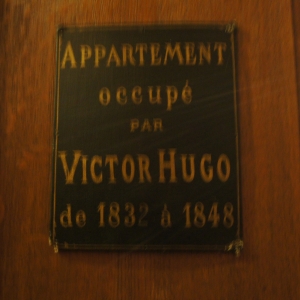 APPARTEMENT
occupé
PAR
VICTOR HUGO
de 1832 à 1848